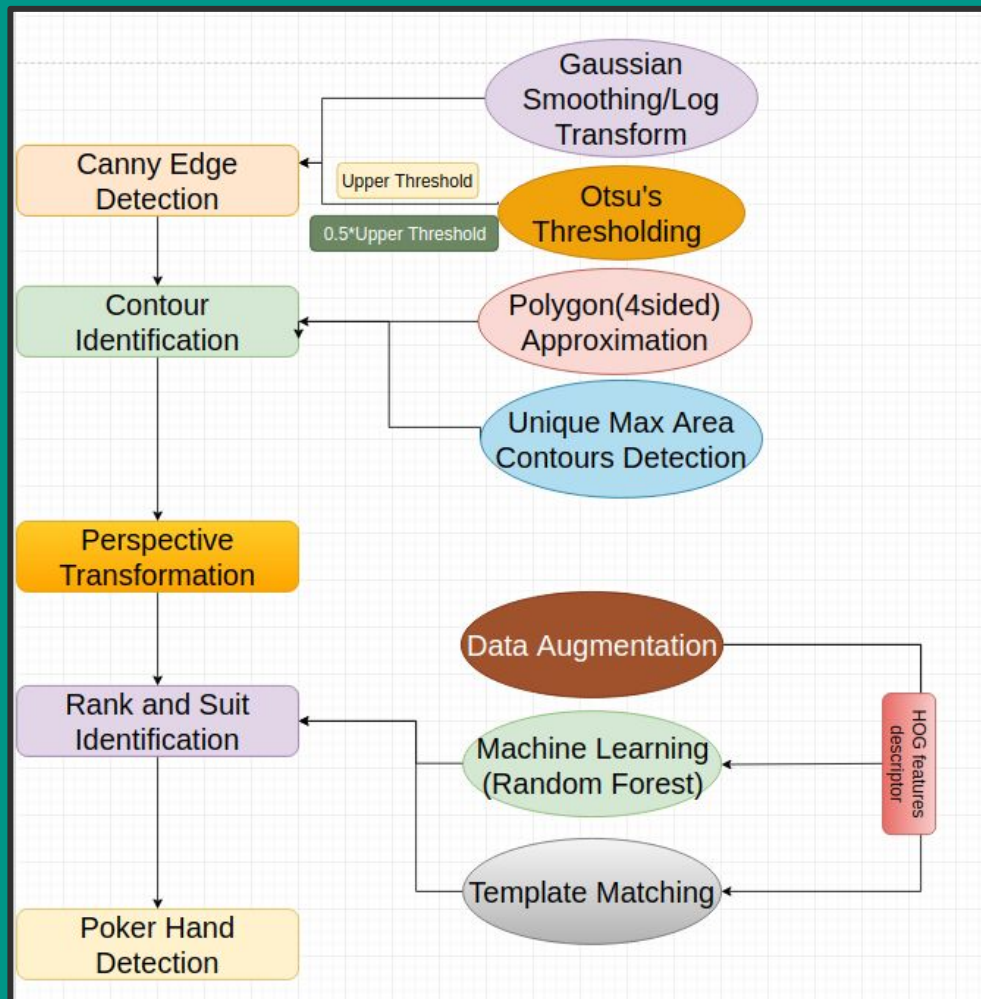 Gaussian
Smoothing/Log
Transform
Canny Edge
Detection
Upper Threshold
Otsu's
Thresholding
0.5*Upper Threshold
Contour
Identification
Polygon(4sided)
Approximation
Unique Max Area
Contours Detection
Perspective
Transformation
Data Augmentation
Rank and Suit
Identification
Machine Learning
(Random Forest)
HOG features
descriptor
Template Matching
Poker Hand
Detection